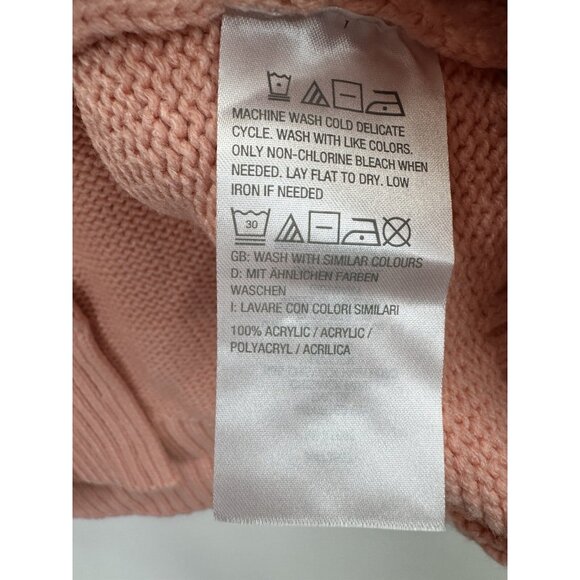 MACHINE WASH COLD DELICATE
CYCLE. WASH WITH LIKE COLORS.
ONLY NON-CHLORINE BLEACH WHEN
NEEDED. LAY FLAT TO DRY. LOW
IRON IF NEEDED
30
GB: WASH WITH SIMILAR COLOURS
D: MIT ÄHNLICHEN FARBEN
WASCHEN
I: LAVARE CON COLORI SIMILARI
100% ACRYLIC / ACRYLIC /
POLYACRYL / ACRILICA